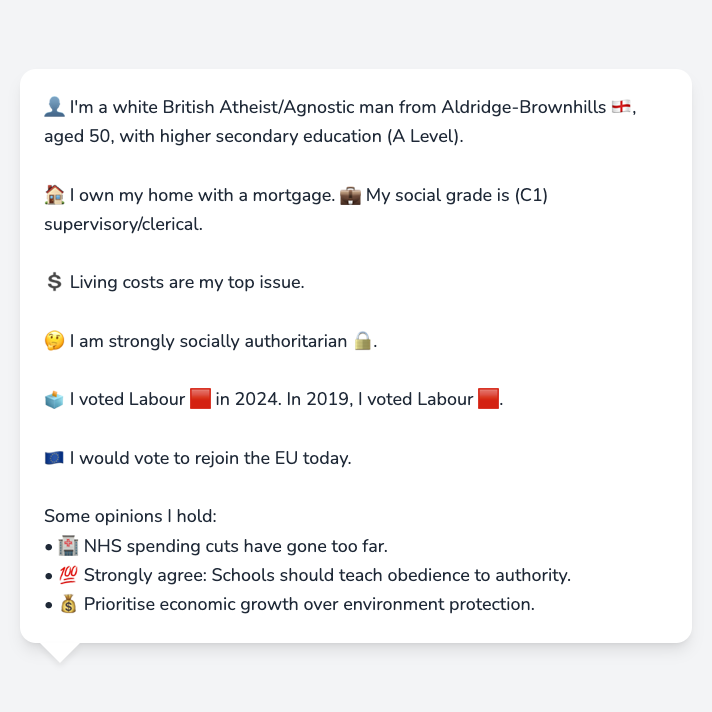 👤 I'm a white British Atheist/Agnostic man from Aldridge-Brownhills 🏴󠁧󠁢󠁥󠁮󠁧󠁿,
aged 50, with higher secondary education (A Level).
🏠 I own my home with a mortgage. 💼 My social grade is (C1)
supervisory/clerical.
💲 Living costs are my top issue.
🤔 I am strongly socially authoritarian 🔒.
🗳️ I voted Labour 🟥 in 2024. In 2019, I voted Labour 🟥.
🇪🇺 I would vote to rejoin the EU today.
Some opinions I hold:
• 🏥 NHS spending cuts have gone too far.
• 💯 Strongly agree: Schools should teach obedience to authority.
• 💰 Prioritise economic growth over environment protection.